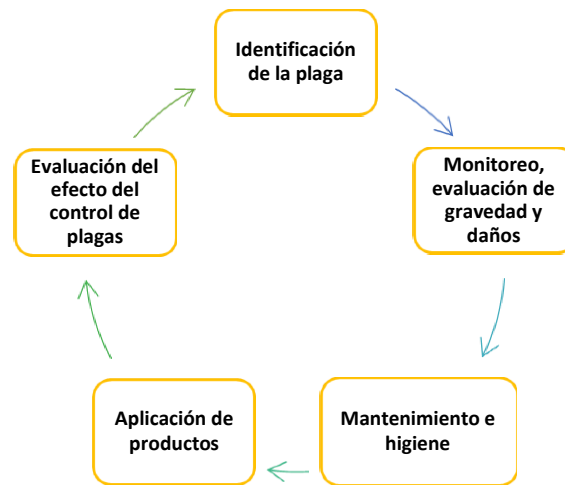 Identificación
de la plaga
Monitoreo,
evaluación de
gravedad y
daños
Mantenimiento e
higiene
Aplicación de
productos
Evaluación del
efecto del
control de
plagas